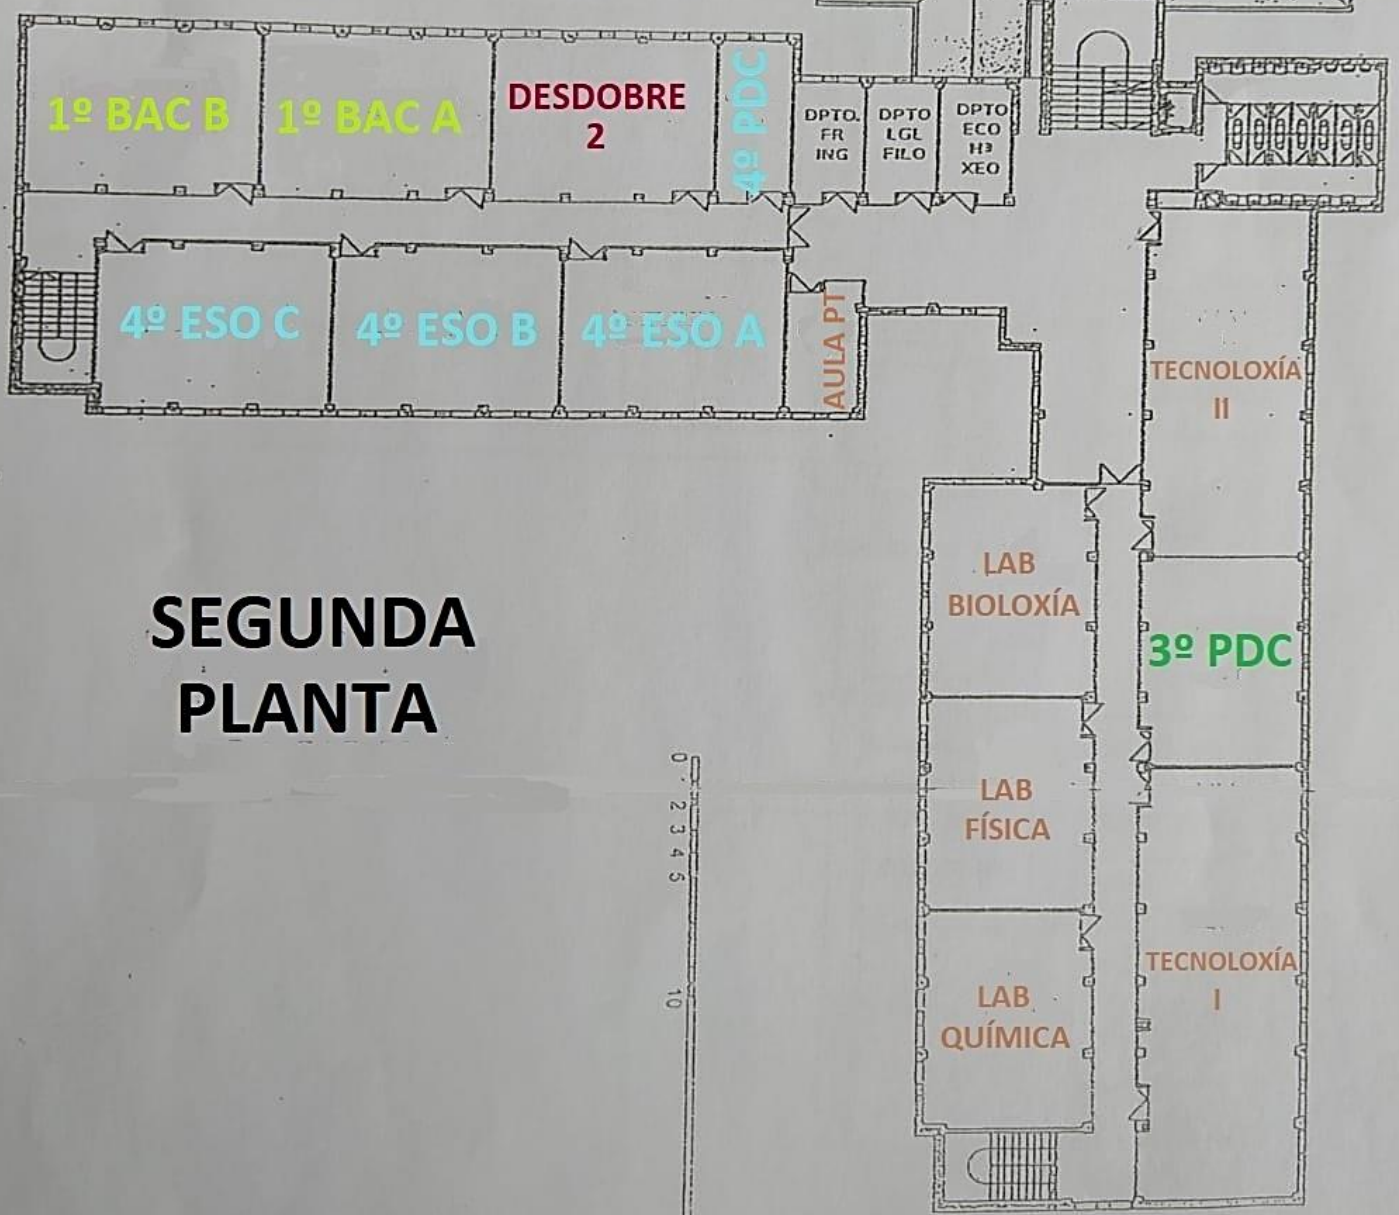 1º BAC B
1º BAC A
DESDOBRE
2
4º PDC
DPTO.
FR
ING
DPTO
LGL
FILO
DPTO
ECO
Hª
XEO
4º ESO C
4º ESO B
4º ESO A
AULA PT
TECNOLOXÍA
II
LAB
BIOLOXÍA
3º PDC
SEGUNDA
PLANTA
LAB
FÍSICA
TECNOLOXÍA
I
LAB
QUÍMICA
0
2
3
4
5
10